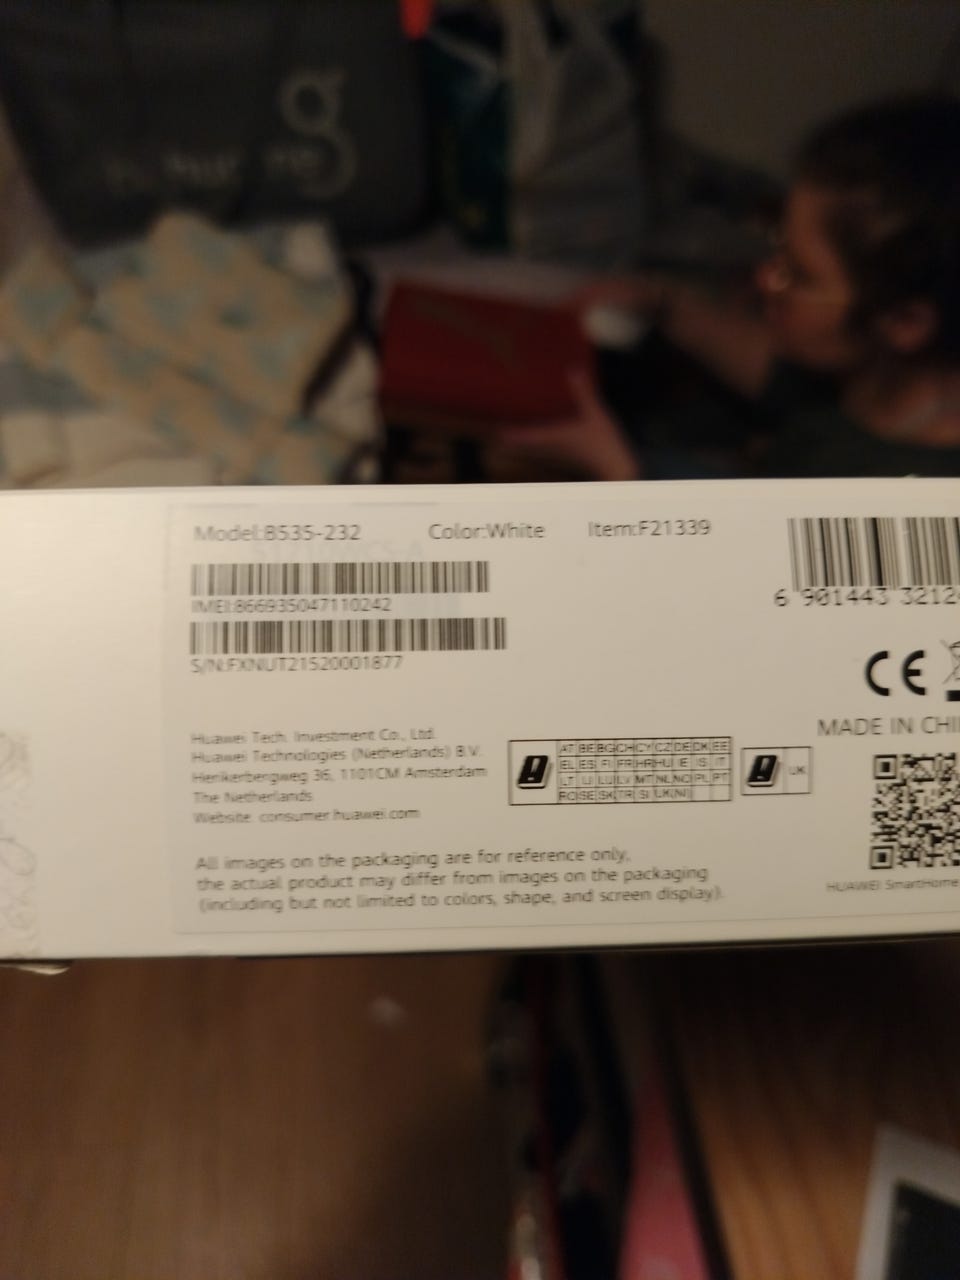 Model:B535-232 Color:White Item:F21339
IMEI:866935047110242
S/N:FXNUT21520001877
6 901443 3212
CE
MADE IN CHI
Huawei Tech. Investment Co., Ltd.
Huawei Technologies (Netherlands) B.V.
Herikerbergweg 36, 1101CM Amsterdam
The Netherlands
Website: consumer.huawei.com
AT BE BG CH CY CZ DE DK EE
EL ES FI FR HR HU IE IS IT
LT LI LU LV MT NL NO PL PT
RO SE SK TR SI UK(NI)
UK
All images on the packaging are for reference only,
the actual product may differ from images on the packaging
(including but not limited to colors, shape, and screen display).
HUAWEI SmartHome